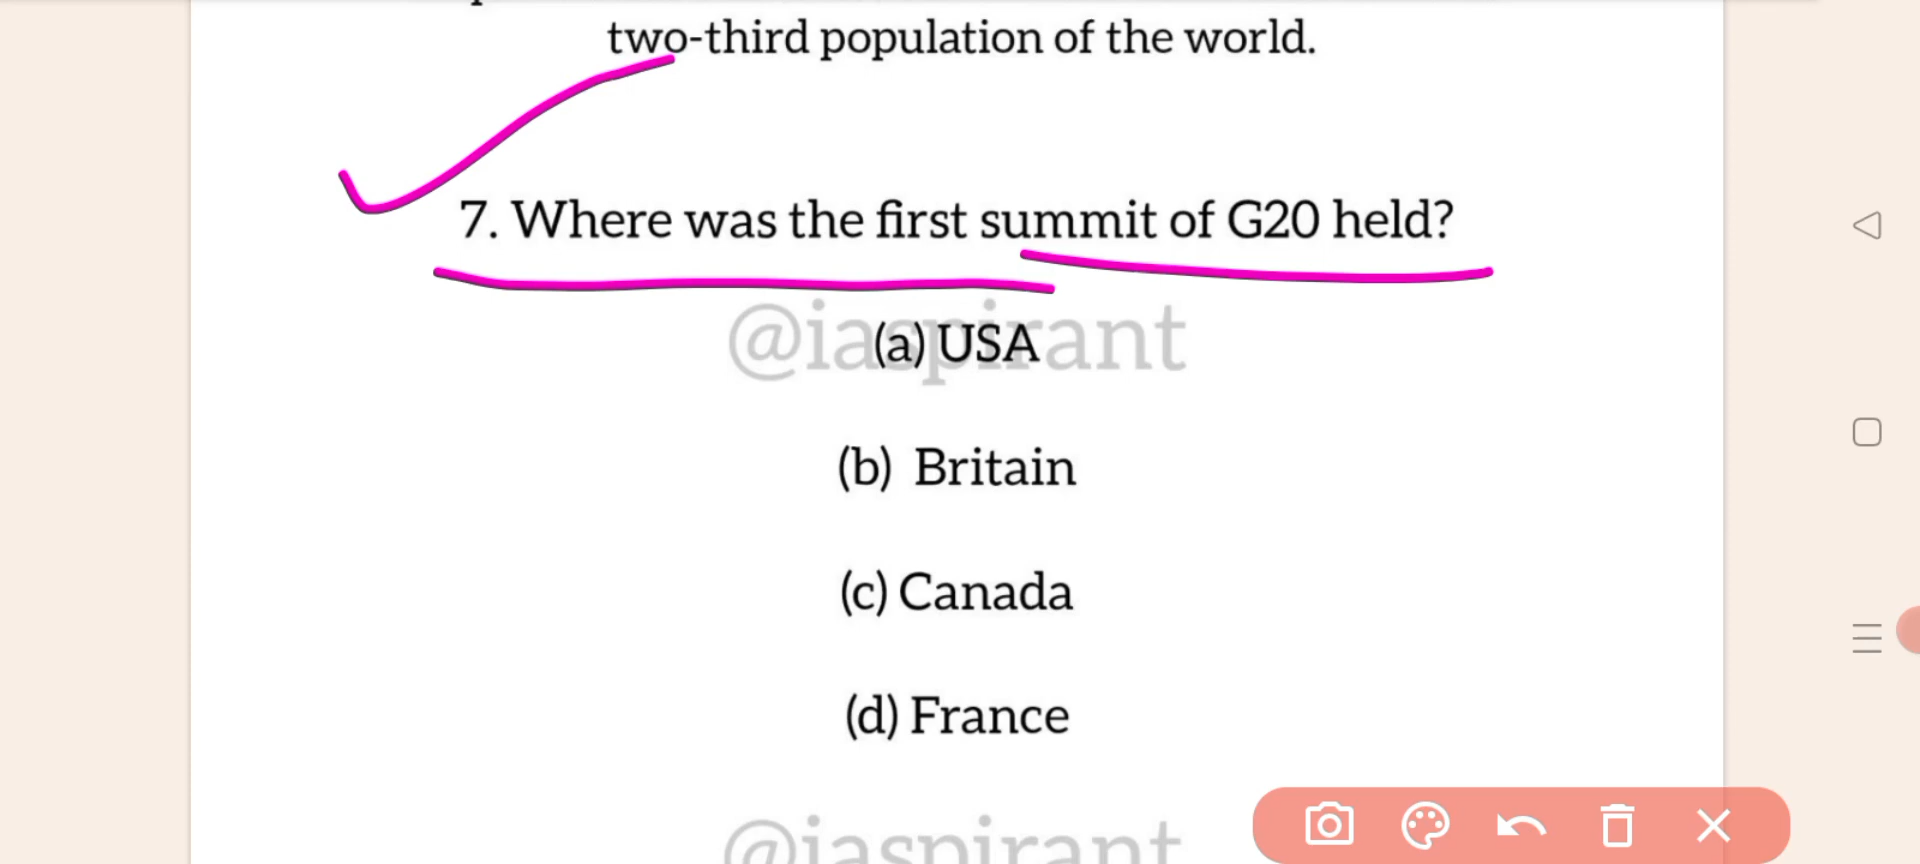 two-third population of the world.
7. Where was the first summit of G20 held?
@iaspirant
(a) USA
(b) Britain
(c) Canada
(d) France
@iaspirant